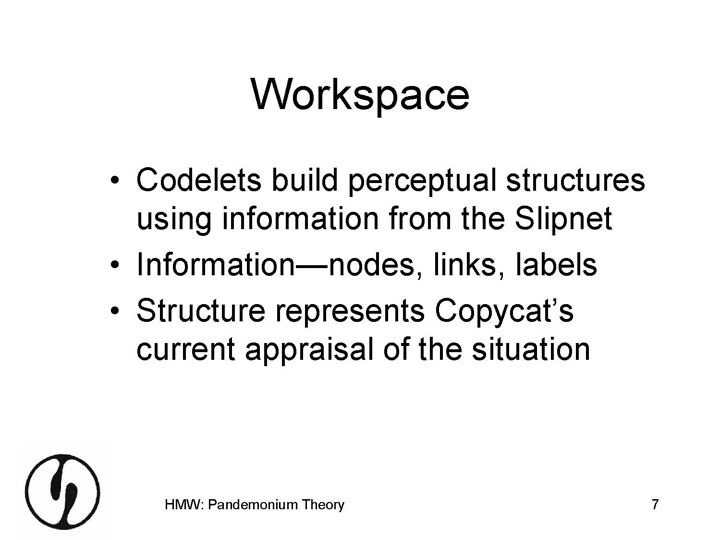 Workspace
• Codelets build perceptual structures
using information from the Slipnet
• Information—nodes, links, labels
• Structure represents Copycat’s
current appraisal of the situation
HMW: Pandemonium Theory
7